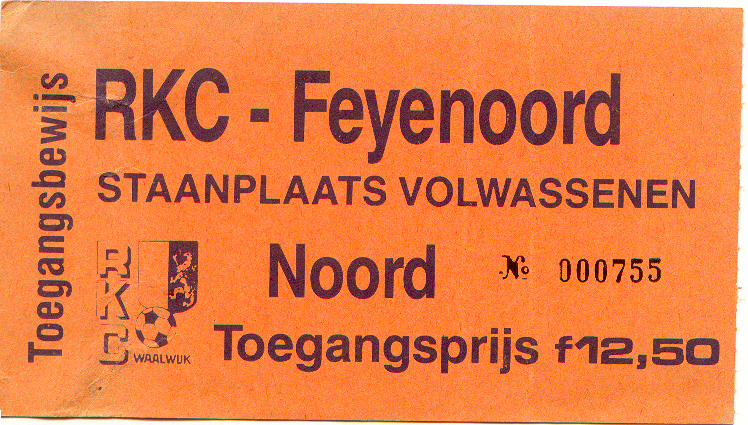 Toegangsbewijs
RKC - Feyenoord
STAANPLAATS VOLWASSENEN
Noord № 000755
RKC
WAALWIJK
Toegangsprijs f12,50